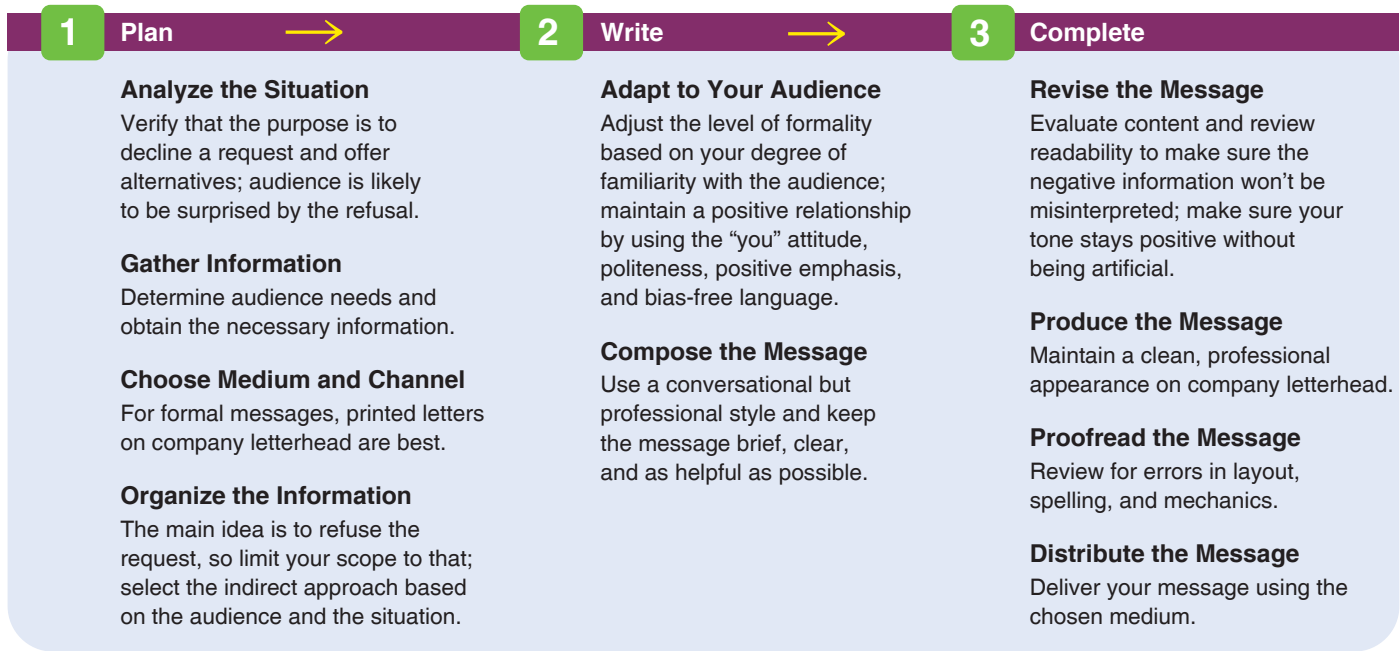 1 Plan →
Analyze the Situation
Verify that the purpose is to
decline a request and offer
alternatives; audience is likely
to be surprised by the refusal.
Gather Information
Determine audience needs and
obtain the necessary information.
Choose Medium and Channel
For formal messages, printed letters
on company letterhead are best.
Organize the Information
The main idea is to refuse the
request, so limit your scope to that;
select the indirect approach based
on the audience and the situation.
2 Write →
Adapt to Your Audience
Adjust the level of formality
based on your degree of
familiarity with the audience;
maintain a positive relationship
by using the “you” attitude,
politeness, positive emphasis,
and bias-free language.
Compose the Message
Use a conversational but
professional style and keep
the message brief, clear,
and as helpful as possible.
3 Complete
Revise the Message
Evaluate content and review
readability to make sure the
negative information won’t be
misinterpreted; make sure your
tone stays positive without
being artificial.
Produce the Message
Maintain a clean, professional
appearance on company letterhead.
Proofread the Message
Review for errors in layout,
spelling, and mechanics.
Distribute the Message
Deliver your message using the
chosen medium.